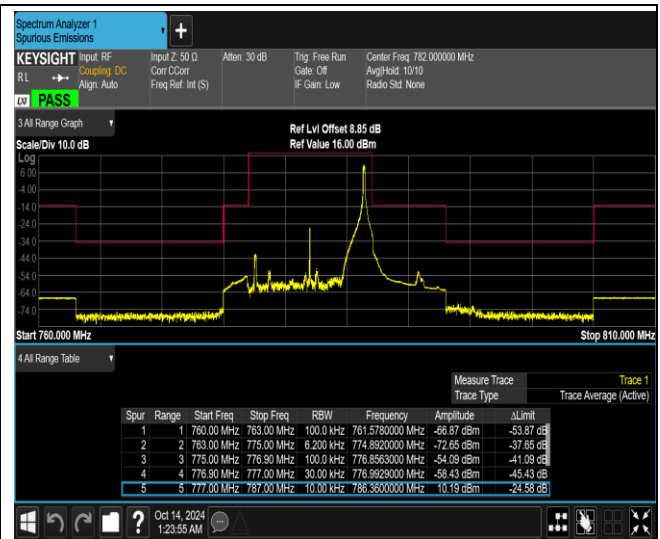 Spectrum Analyzer 1
Spurious Emissions
+
KEYSIGHT Input: RF Input Z: 50 Ω Atten: 30 dB Trig: Free Run Center Freq: 782.000000 MHz
RL Coupling: DC Corr CCorr Gate: Off Avg|Hold: 10/10
Align: Auto Freq Ref: Int (S) IF Gain: Low Radio Std: None
LXI PASS
3 All Range Graph
Scale/Div 10.0 dB
Ref Lvl Offset 8.85 dB
Ref Value 16.00 dBm
Log
6.00
-4.00
-14.0
-24.0
-34.0
-44.0
-54.0
-64.0
-74.0
Start 760.000 MHz Stop 810.000 MHz
4 All Range Table
Measure Trace Trace 1
Trace Type Trace Average (Active)
Spur Range Start Freq Stop Freq RBW Frequency Amplitude ΔLimit
1 1 760.00 MHz 763.00 MHz 100.0 kHz 761.5780000 MHz -66.87 dBm -53.87 dB
2 2 763.00 MHz 775.00 MHz 6.200 kHz 774.8920000 MHz -72.65 dBm -37.65 dB
3 3 775.00 MHz 776.90 MHz 100.0 kHz 776.8563000 MHz -54.09 dBm -41.09 dB
4 4 776.90 MHz 777.00 MHz 30.00 kHz 776.9929000 MHz -58.43 dBm -45.43 dB
5 5 777.00 MHz 787.00 MHz 10.00 kHz 786.3600000 MHz 10.19 dBm -24.58 dB
? Oct 14, 2024
1:23:55 AM